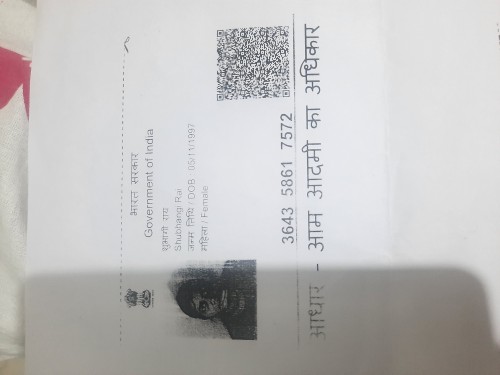 भारत सरकार
Government of India
शुभांगी राय
Shubhangi Rai
जन्म तिथि / DOB : 05/11/1997
महिला / Female
3643 5861 7572
आधार - आम आदमी का अधिकार